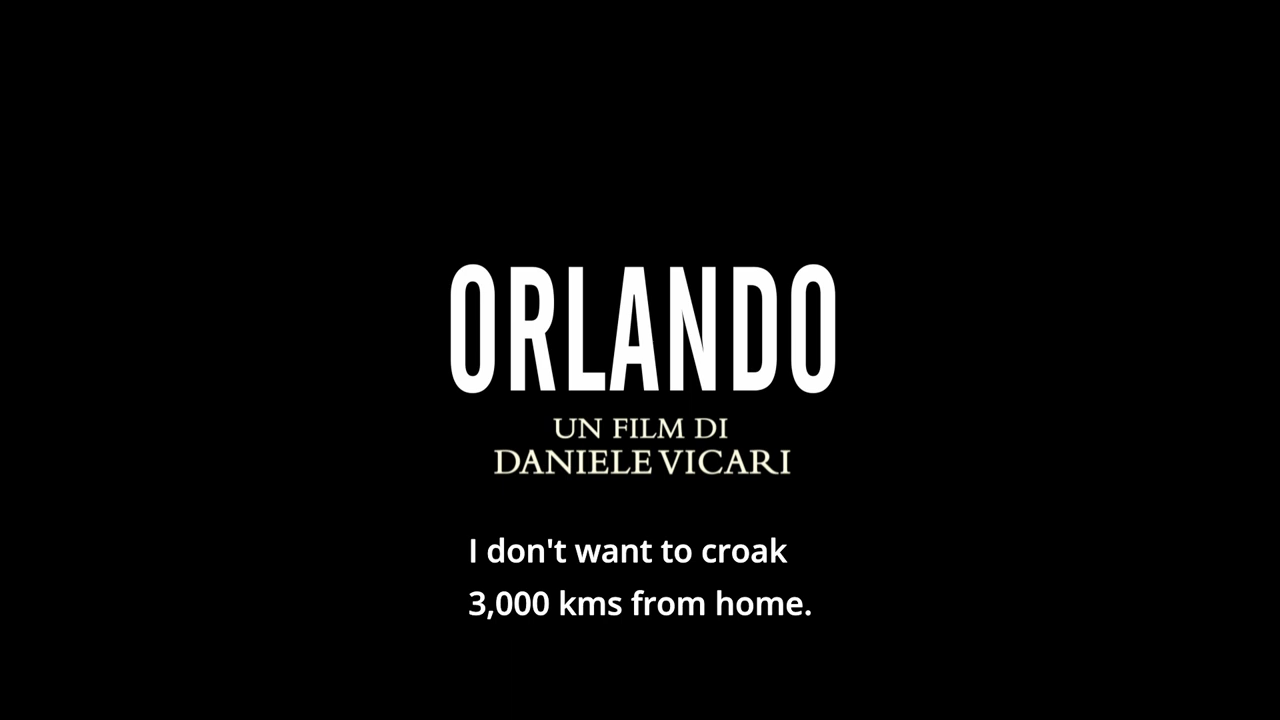 ORLANDO
UN FILM DI
DANIELE VICARI
I don't want to croak
3,000 kms from home.